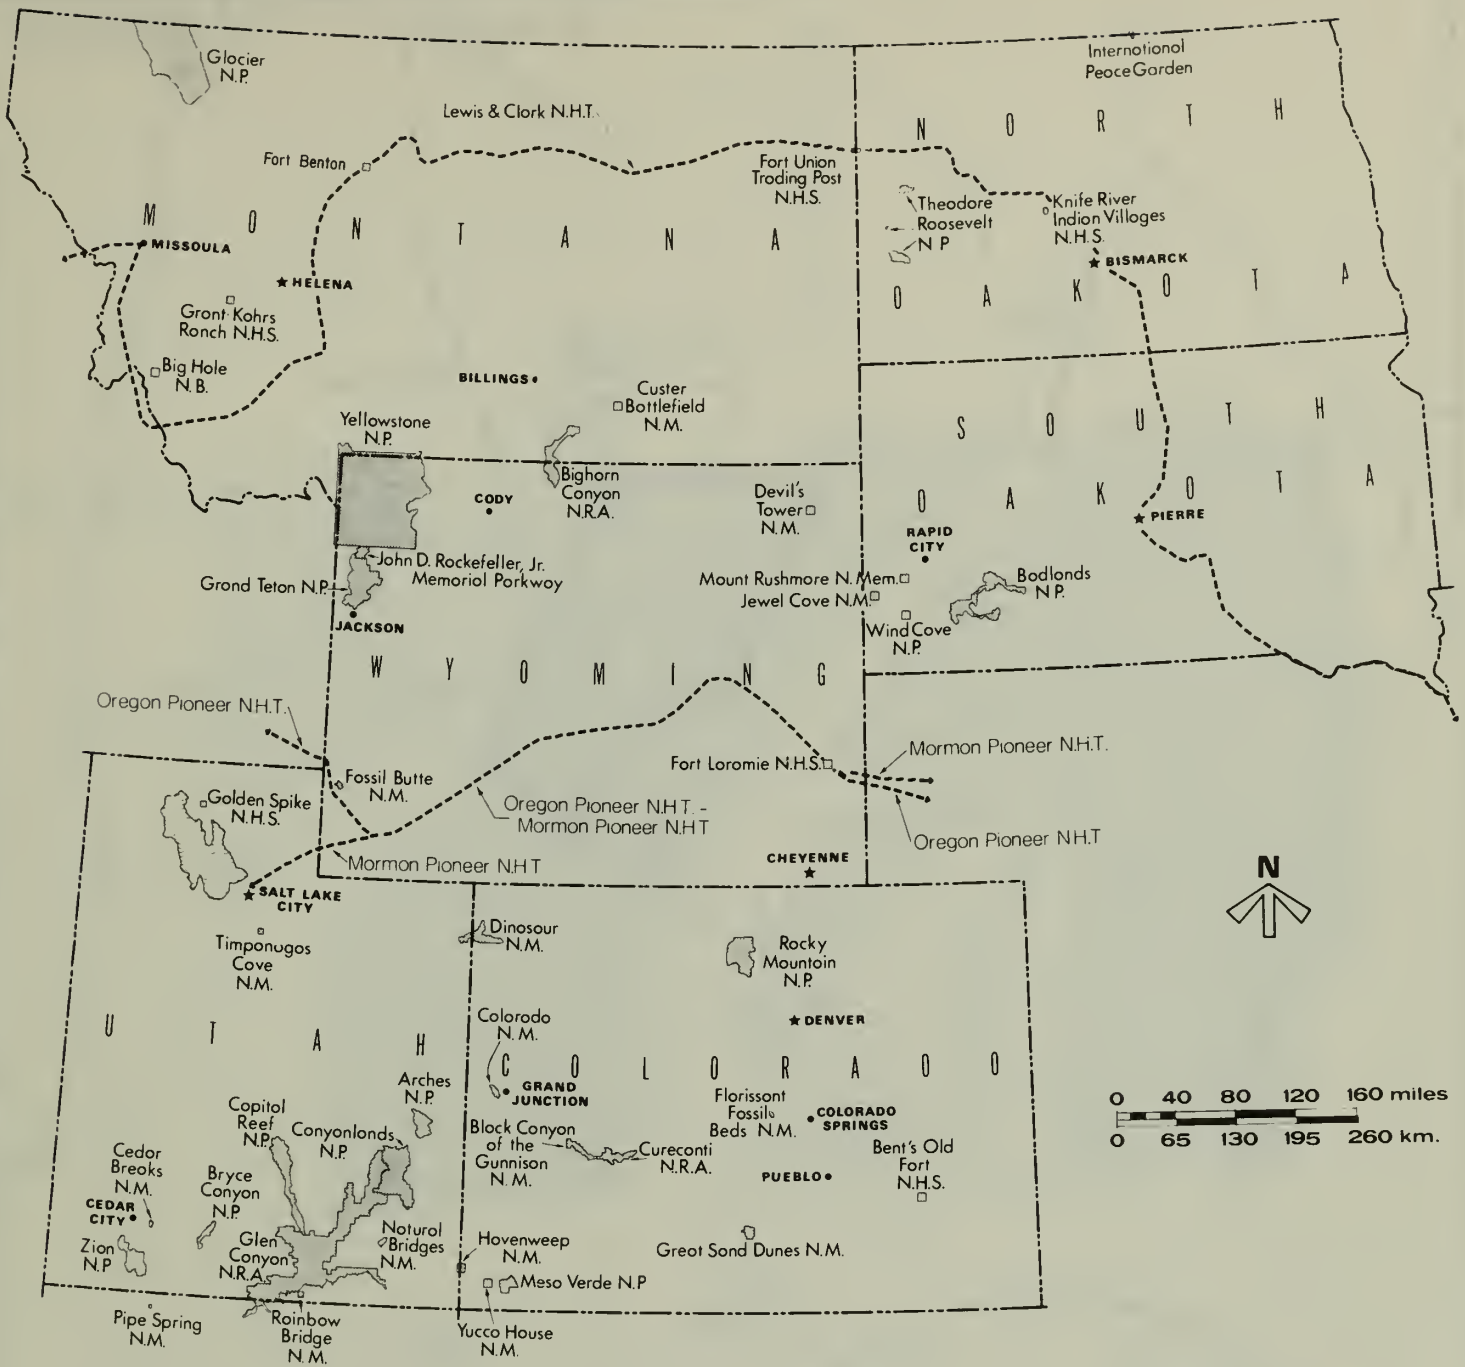 Glocier
N.P.
Internotional
Peace Garden
Lewis & Clork N.H.T.
N O R T H
Fort Benton
Fort Union
Troding Post
N.H.S.
Theodore
Roosevelt
N P
Knife River
Indion Villoges
N.H.S.
M O N T A N A
MISSOULA
BISMARCK
HELENA
O A K O T A
Gront-Kohrs
Ronch N.H.S.
Big Hole
N.B.
BILLINGS
Custer
Bottlefield
N.M.
Yellowstone
N.P.
S O U T H
Bighorn
Conyon
N.R.A.
CODY
Devil's
Tower
N.M.
O A K O T A
PIERRE
RAPID
CITY
John D. Rockefeller, Jr.
Memoriol Porkwoy
Grond Teton N.P.
Mount Rushmore N. Mem.
Jewel Cove N.M.
Bodlonds
N.P.
JACKSON
Wind Cove
N.P.
W Y O M I N G
Oregon Pioneer N.H.T.
Mormon Pioneer N.H.T.
Fort Loromie N.H.S.
Fossil Butte
N.M.
Golden Spike
N.H.S.
Oregon Pioneer N.H.T. -
Mormon Pioneer N.H T
Oregon Pioneer N.H.T
Mormon Pioneer N.H T
CHEYENNE
N
SALT LAKE
CITY
Timponugos
Cove
N.M.
Dinosour
N.M.
Rocky
Mountain
N.P.
DENVER
Colorodo
N.M.
U T A H
C O L O R A O O
Arches
N.P.
GRAND
JUNCTION
Florissont
Fossil
Beds N.M.
COLORADO
SPRINGS
0 40 80 120 160 miles
0 65 130 195 260 km.
Copitol
Reef
N.P.
Conyonlonds
N.P.
Block Conyon
of the
Gunnison
N.M.
Cureconti
N.R.A.
Bent's Old
Fort
N.H.S.
Cedor
Breoks
N.M.
Bryce
Conyon
N.P.
PUEBLO
CEDAR
CITY
Zion
N.P
Glen
Conyon
N.R.A.
Noturol
Bridges
N.M.
Hovenweep
N.M.
Greot Sond Dunes N.M.
Meso Verde N.P
Pipe Spring
N.M.
Roinbow
Bridge
N.M.
Yucco House
N.M.